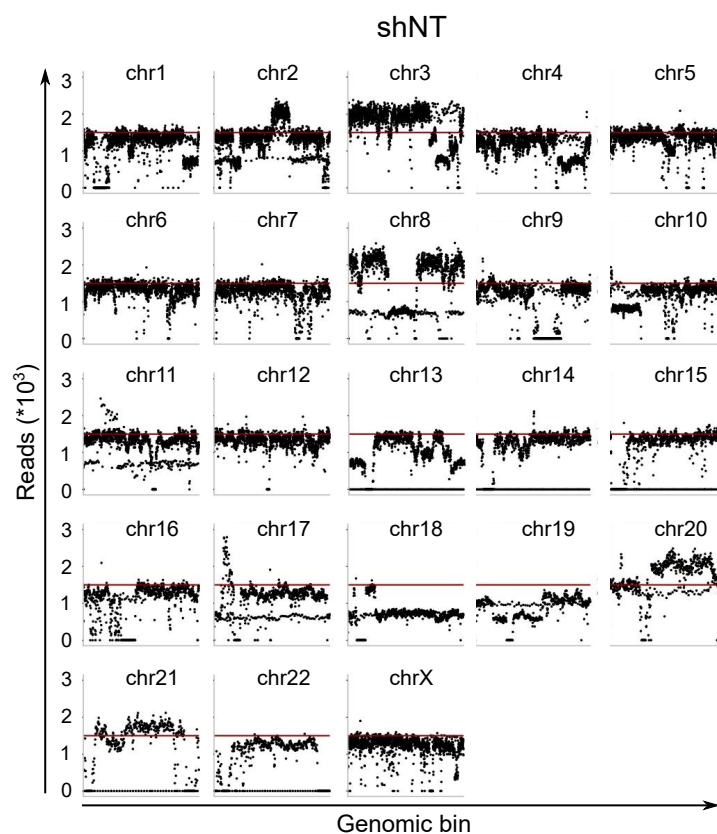 shNT
chr1 chr2 chr3 chr4 chr5
3
2
1
0
chr6 chr7 chr8 chr9 chr10
3
2
1
0
chr11 chr12 chr13 chr14 chr15
3
2
1
0
chr16 chr17 chr18 chr19 chr20
3
2
1
0
chr21 chr22 chrX
3
2
1
0
Reads (*10³)
Genomic bin